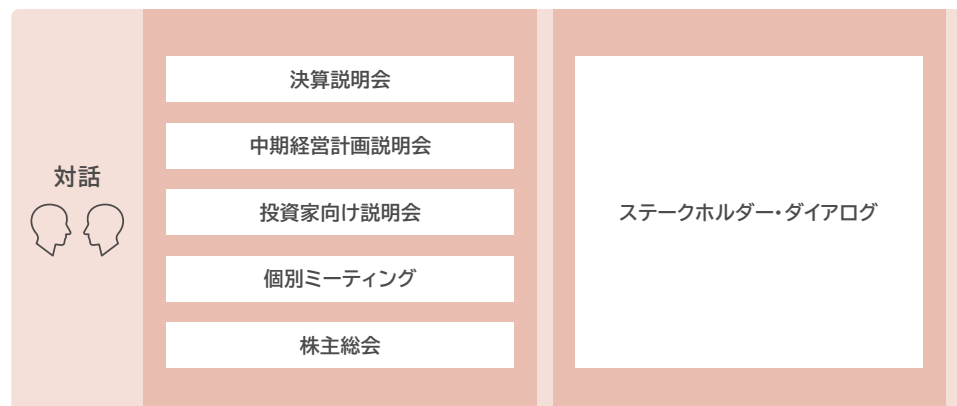 対話
決算説明会
中期経営計画説明会
投資家向け説明会
個別ミーティング
株主総会
ステークホルダー・ダイアログ